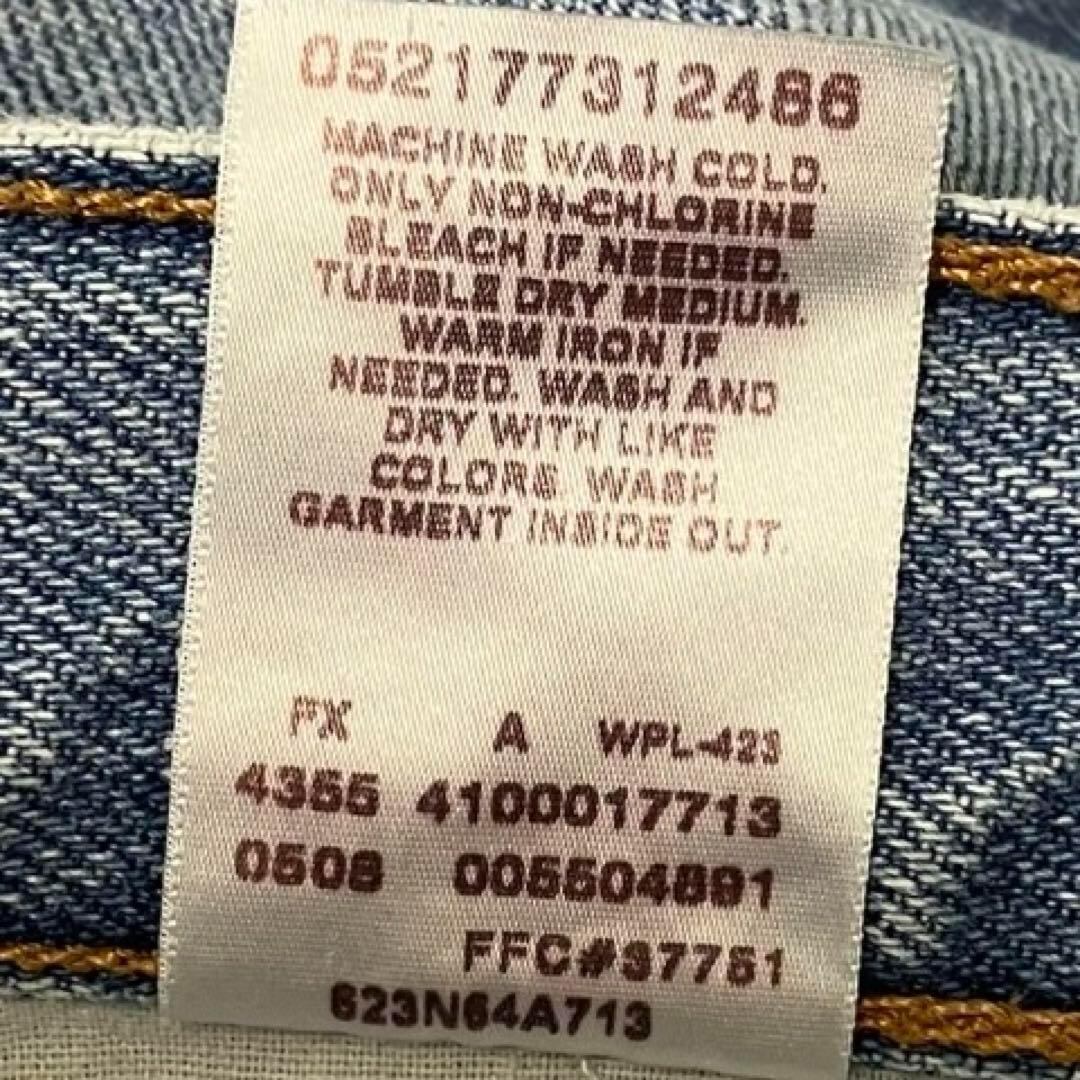 052177312486
MACHINE WASH COLD.
ONLY NON-CHLORINE
BLEACH IF NEEDED.
TUMBLE DRY MEDIUM.
WARM IRON IF
NEEDED. WASH AND
DRY WITH LIKE
COLORS. WASH
GARMENT INSIDE OUT.
PX A WPL-423
4355 4100017713
0508 005504891
FFC#37751
623N64A713